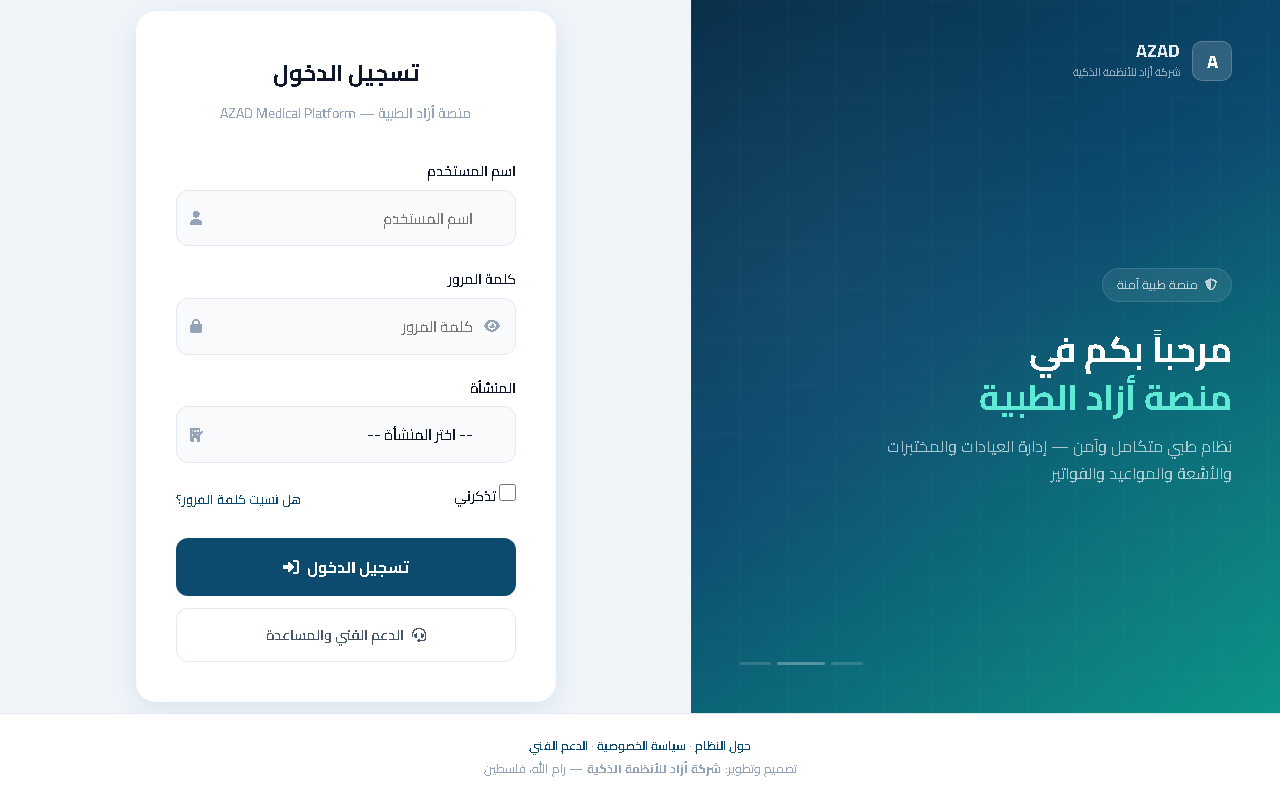 AZAD
شركة أزاد للأنظمة الذكية
A
منصة طبية آمنة
مرحباً بكم في
منصة أزاد الطبية
نظام طبي متكامل وآمن — إدارة العيادات والمختبرات
والأشعة والمواعيد والفواتير
تسجيل الدخول
منصة أزاد الطبية — AZAD Medical Platform
اسم المستخدم
اسم المستخدم
كلمة المرور
كلمة المرور
المنشأة
-- اختر المنشأة --
تذكرني
هل نسيت كلمة المرور؟
تسجيل الدخول
الدعم الفني والمساعدة
حول النظام · سياسة الخصوصية · الدعم الفني
تصميم وتطوير: شركة أزاد للأنظمة الذكية — رام الله، فلسطين